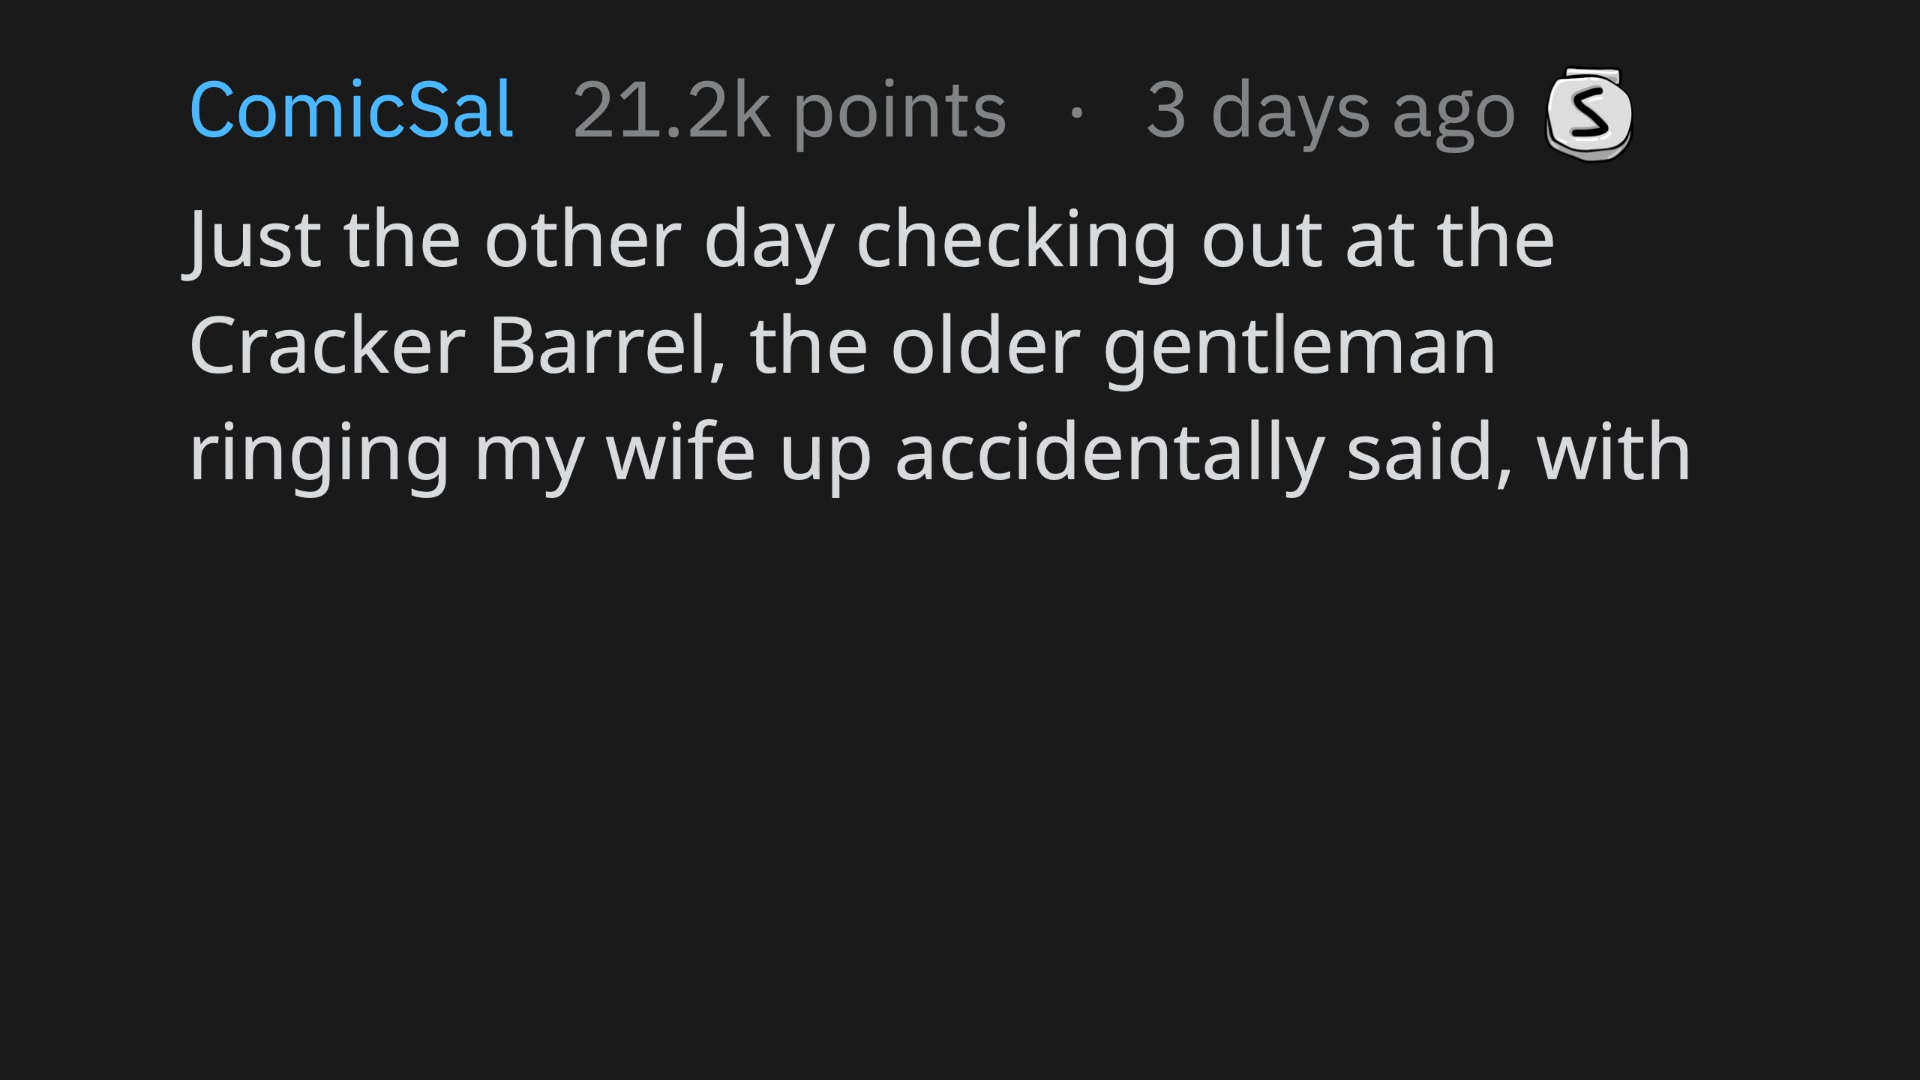 ComicSal 21.2k points · 3 days ago S
Just the other day checking out at the
Cracker Barrel, the older gentleman
ringing my wife up accidentally said, with